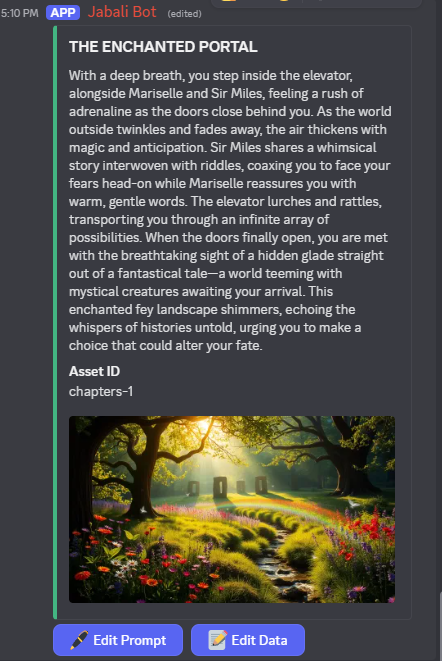 5:10 PM APP Jabali Bot (edited)
THE ENCHANTED PORTAL
With a deep breath, you step inside the elevator,
alongside Mariselle and Sir Miles, feeling a rush of
adrenaline as the doors close behind you. As the world
outside twinkles and fades away, the air thickens with
magic and anticipation. Sir Miles shares a whimsical
story interwoven with riddles, coaxing you to face your
fears head-on while Mariselle reassures you with
warm, gentle words. The elevator lurches and rattles,
transporting you through an infinite array of
possibilities. When the doors finally open, you are met
with the breathtaking sight of a hidden glade straight
out of a fantastical tale—a world teeming with
mystical creatures awaiting your arrival. This
enchanted fey landscape shimmers, echoing the
whispers of histories untold, urging you to make a
choice that could alter your fate.
Asset ID
chapters-1
Edit Prompt
Edit Data